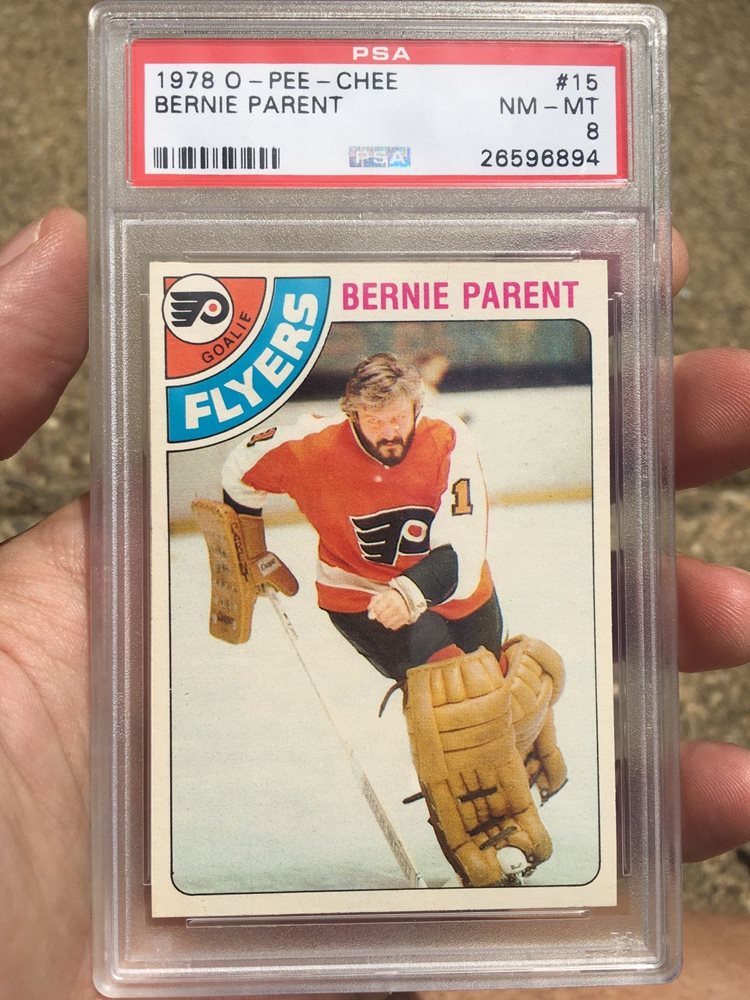 PSA
1978 O-PEE-CHEE #15
BERNIE PARENT NM-MT
8
PSA 26596894
BERNIE PARENT
GOALIE
FLYERS
1
1